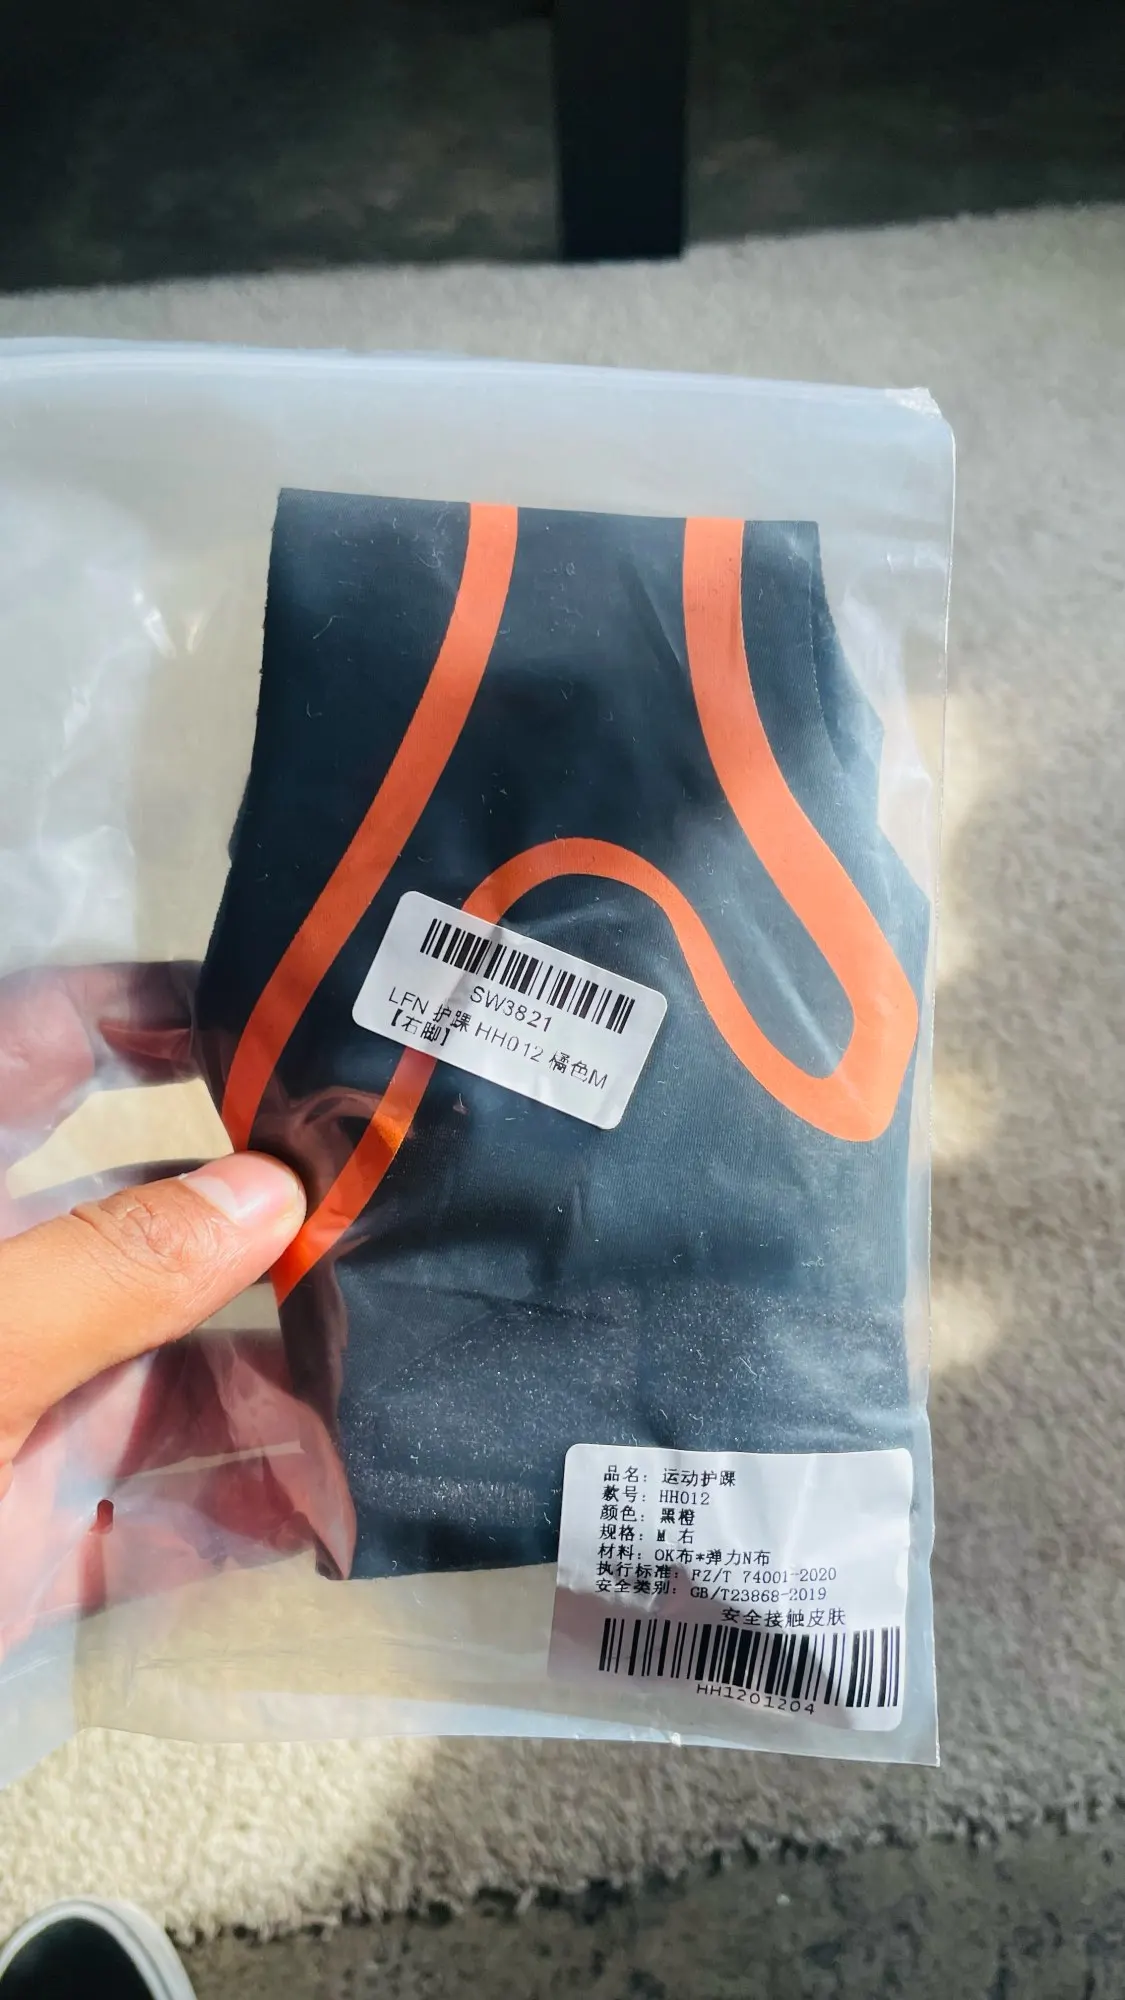 SW3821
LFN 护踝 HH012 橘色M
【右脚】
品名: 运动护踝
款号: HH012
颜色: 黑橙
规格: M 右
材料: OK布*弹力N布
执行标准: FZ/T 74001-2020
安全类别: GB/T23868-2019
安全接触皮肤
HH1201204